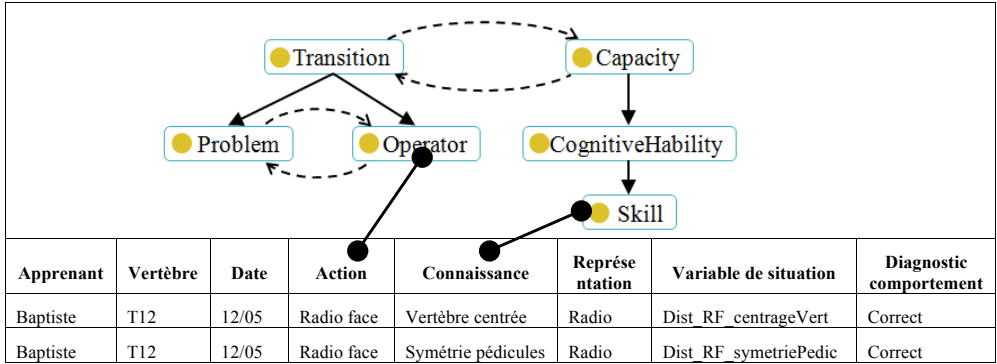 Transition Capacity
Problem Operator CognitiveHability
Skill
Apprenant Vertèbre Date Action Connaissance Représe
ntation Variable de situation Diagnostic
comportement
Baptiste T12 12/05 Radio face Vertèbre centrée Radio Dist_RF_centrageVert Correct
Baptiste T12 12/05 Radio face Symétrie pédicules Radio Dist_RF_symetriePedic Correct